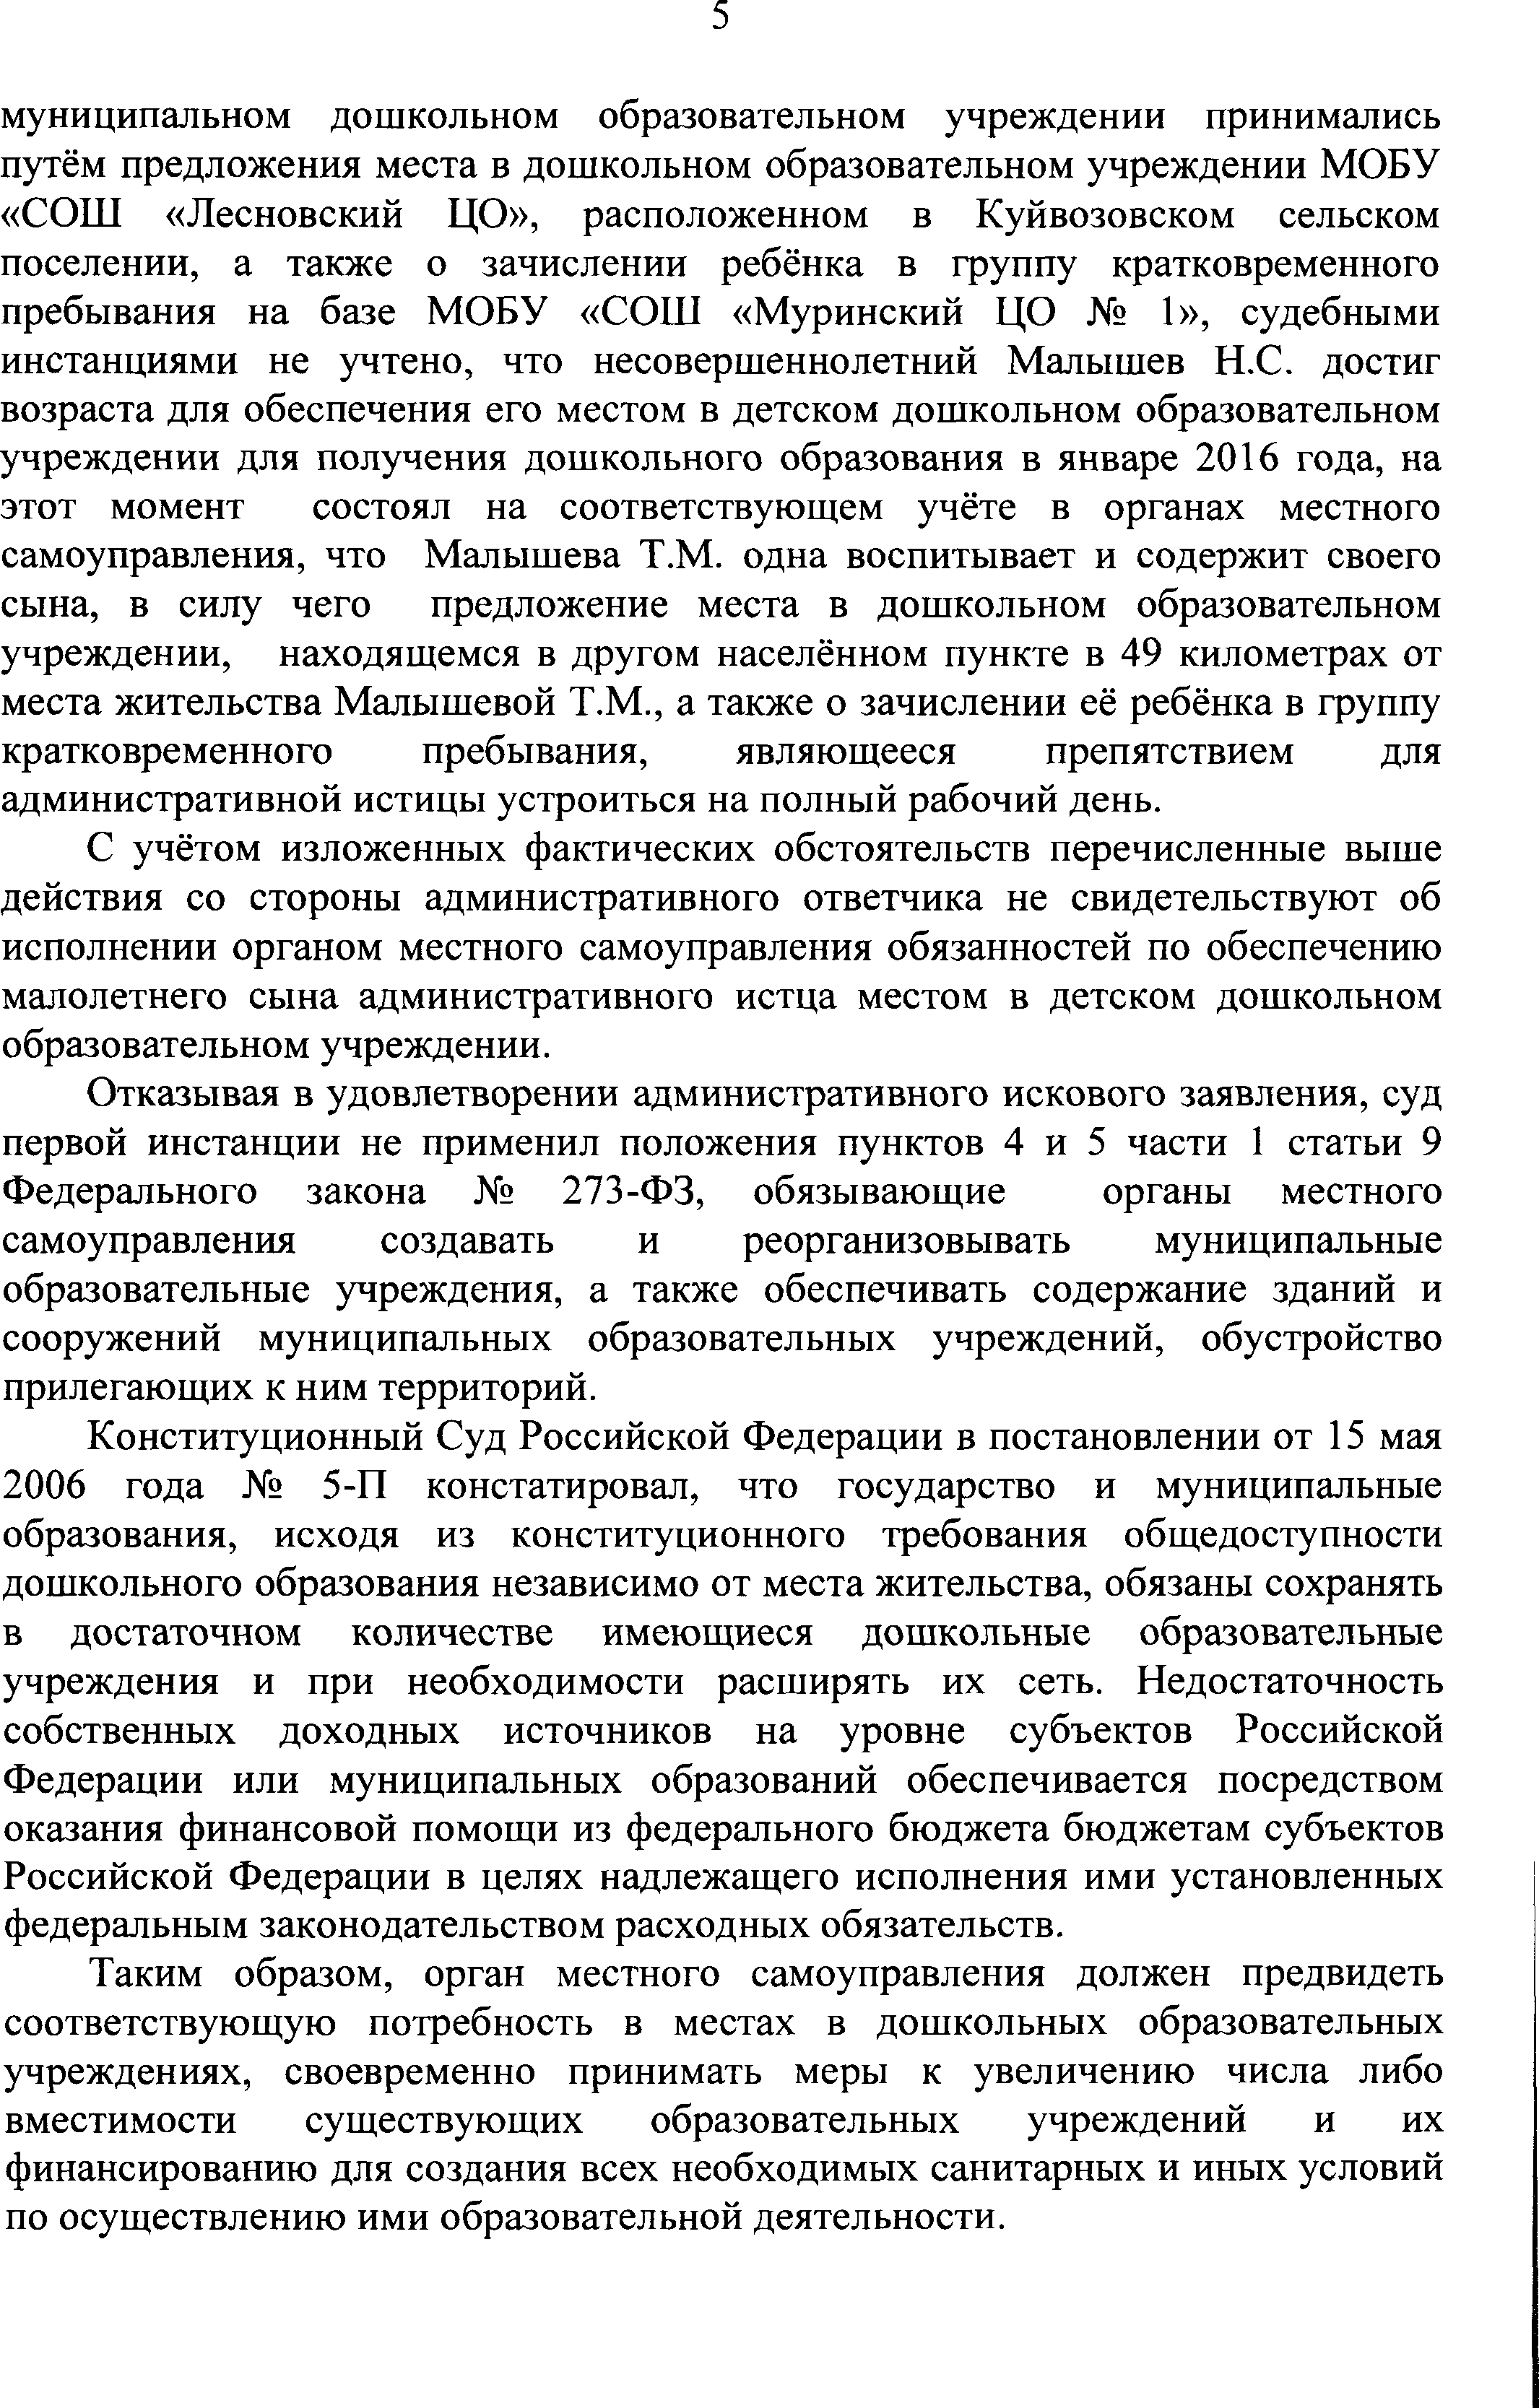 5
муниципальном дошкольном образовательном учреждении принимались
путём предложения места в дошкольном образовательном учреждении МОБУ
«СОШ «Лесновский ЦО», расположенном в Куйвозовском сельском
поселении, а также о зачислении ребёнка в группу кратковременного
пребывания на базе МОБУ «СОШ «Муринский ЦО № 1», судебными
инстанциями не учтено, что несовершеннолетний Малышев Н.С. достиг
возраста для обеспечения его местом в детском дошкольном образовательном
учреждении для получения дошкольного образования в январе 2016 года, на
этот момент состоял на соответствующем учёте в органах местного
самоуправления, что Малышева Т.М. одна воспитывает и содержит своего
сына, в силу чего предложение места в дошкольном образовательном
учреждении, находящемся в другом населённом пункте в 49 километрах от
места жительства Малышевой Т.М., а также о зачислении её ребёнка в группу
кратковременного пребывания, являющееся препятствием для
административной истицы устроиться на полный рабочий день.
С учётом изложенных фактических обстоятельств перечисленные выше
действия со стороны административного ответчика не свидетельствуют об
исполнении органом местного самоуправления обязанностей по обеспечению
малолетнего сына административного истца местом в детском дошкольном
образовательном учреждении.
Отказывая в удовлетворении административного искового заявления, суд
первой инстанции не применил положения пунктов 4 и 5 части 1 статьи 9
Федерального закона № 273-ФЗ, обязывающие органы местного
самоуправления создавать и реорганизовывать муниципальные
образовательные учреждения, а также обеспечивать содержание зданий и
сооружений муниципальных образовательных учреждений, обустройство
прилегающих к ним территорий.
Конституционный Суд Российской Федерации в постановлении от 15 мая
2006 года № 5-П констатировал, что государство и муниципальные
образования, исходя из конституционного требования общедоступности
дошкольного образования независимо от места жительства, обязаны сохранять
в достаточном количестве имеющиеся дошкольные образовательные
учреждения и при необходимости расширять их сеть. Недостаточность
собственных доходных источников на уровне субъектов Российской
Федерации или муниципальных образований обеспечивается посредством
оказания финансовой помощи из федерального бюджета бюджетам субъектов
Российской Федерации в целях надлежащего исполнения ими установленных
федеральным законодательством расходных обязательств.
Таким образом, орган местного самоуправления должен предвидеть
соответствующую потребность в местах в дошкольных образовательных
учреждениях, своевременно принимать меры к увеличению числа либо
вместимости существующих образовательных учреждений и их
финансированию для создания всех необходимых санитарных и иных условий
по осуществлению ими образовательной деятельности.